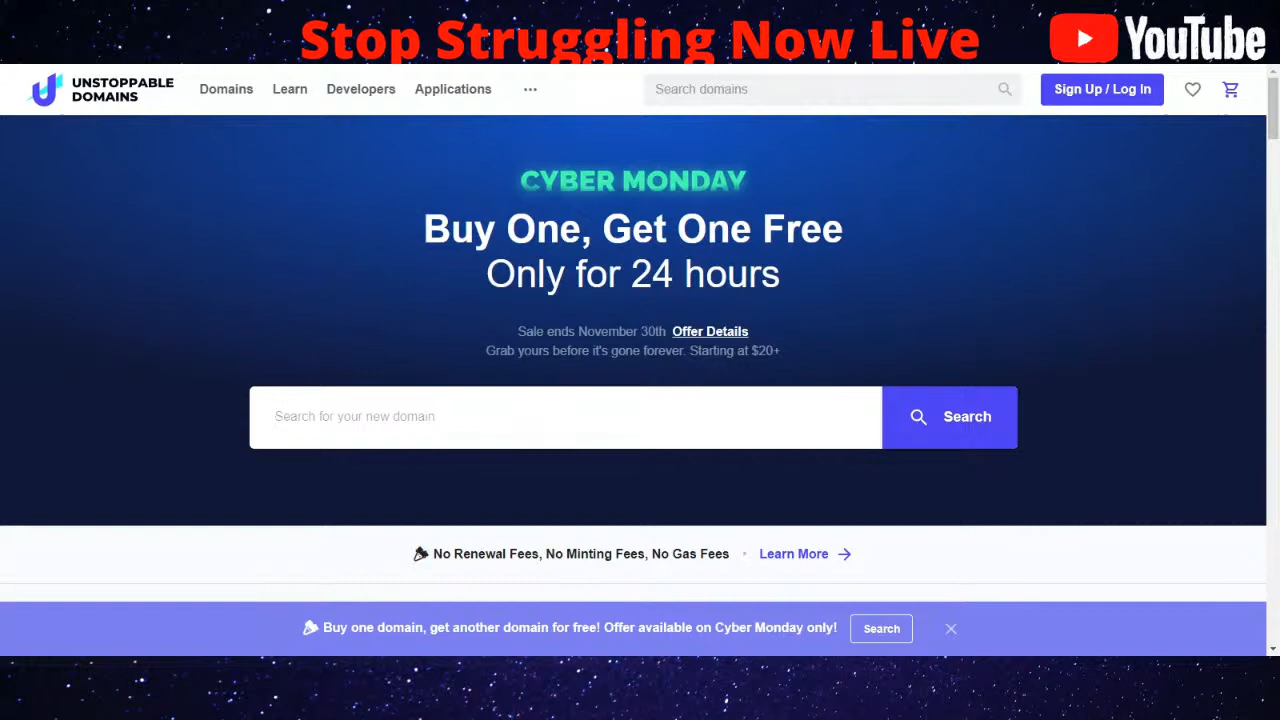 Stop Struggling Now Live
YouTube
UNSTOPPABLE
DOMAINS
Domains Learn Developers Applications ...
Search domains
Sign Up / Log In
CYBER MONDAY
Buy One, Get One Free
Only for 24 hours
Sale ends November 30th Offer Details
Grab yours before it's gone forever. Starting at $20+
Search for your new domain
Search
No Renewal Fees, No Minting Fees, No Gas Fees • Learn More →
Buy one domain, get another domain for free! Offer available on Cyber Monday only! Search